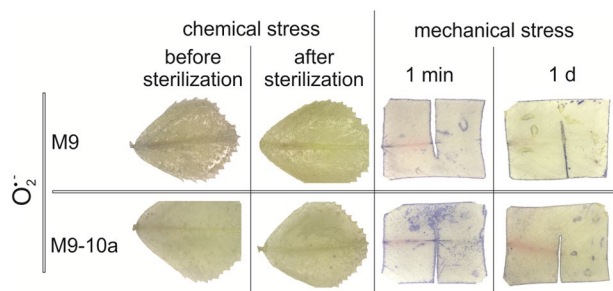 chemical stress
mechanical stress
before
sterilization
after
sterilization
1 min
1 d
O₂•-
M9
M9-10a